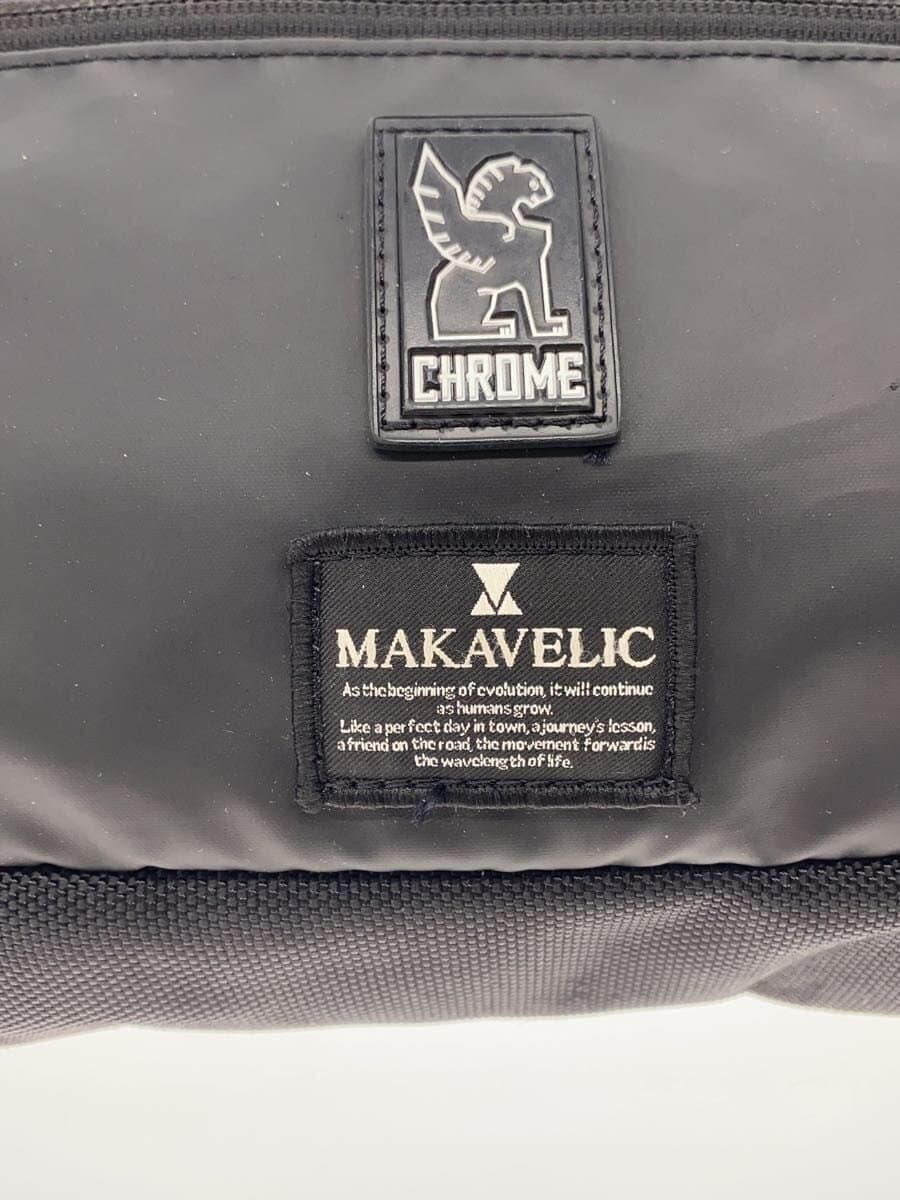 CHROME
MAKAVELIC
As the beginning of evolution, it will continue
as humans grow.
Like a perfect day in town, a journey's lesson,
a friend on the road, the movement forward is
the wavelength of life.